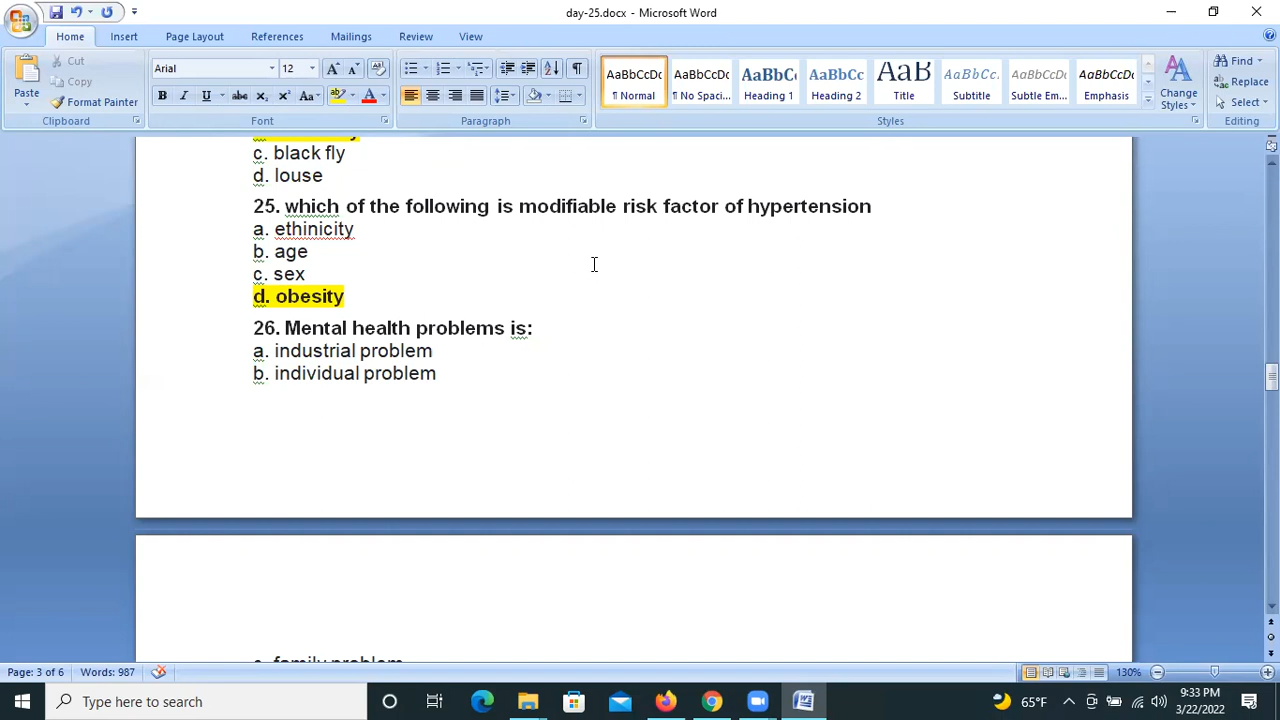 day-25.docx - Microsoft Word
Home Insert Page Layout References Mailings Review View
Paste
Cut
Copy
Format Painter
Clipboard
Arial 12
Font
Paragraph
AaBbCcDc AaBbCcDc AaBbCc AaBbCc AaB AaBbCc. AaBbCcDc AaBbCcDc
¶ Normal ¶ No Spaci... Heading 1 Heading 2 Title Subtitle Subtle Em... Emphasis
Change Styles
Styles
Find
Replace
Select
Editing
c. black fly
d. louse
25. which of the following is modifiable risk factor of hypertension
a. ethinicity
b. age
c. sex
d. obesity
26. Mental health problems is:
a. industrial problem
b. individual problem
c. family problem
Page: 3 of 6 Words: 987 130%
Type here to search
65°F
9:33 PM
3/22/2022